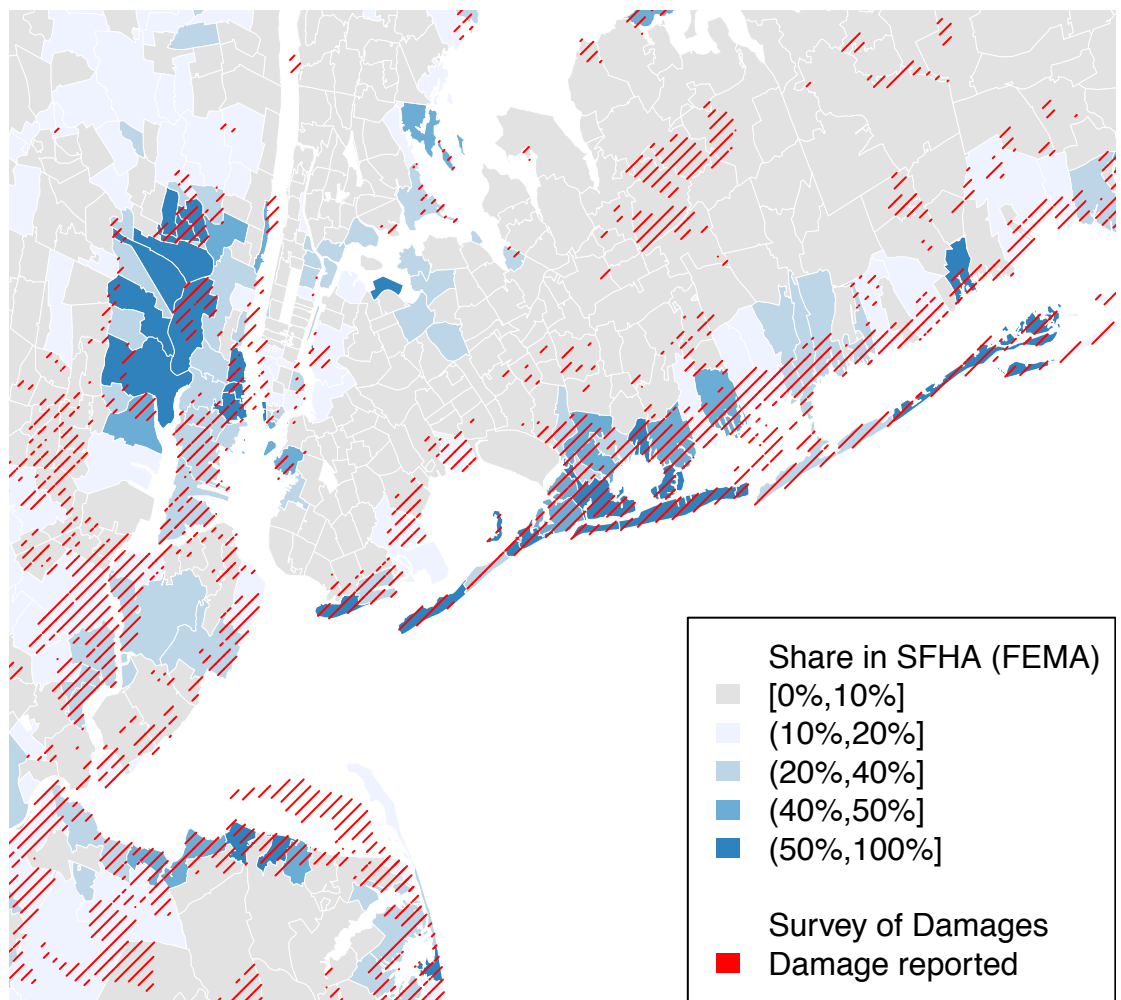 Share in SFHA (FEMA)
[0%,10%]
(10%,20%]
(20%,40%]
(40%,50%]
(50%,100%]
Survey of Damages
Damage reported